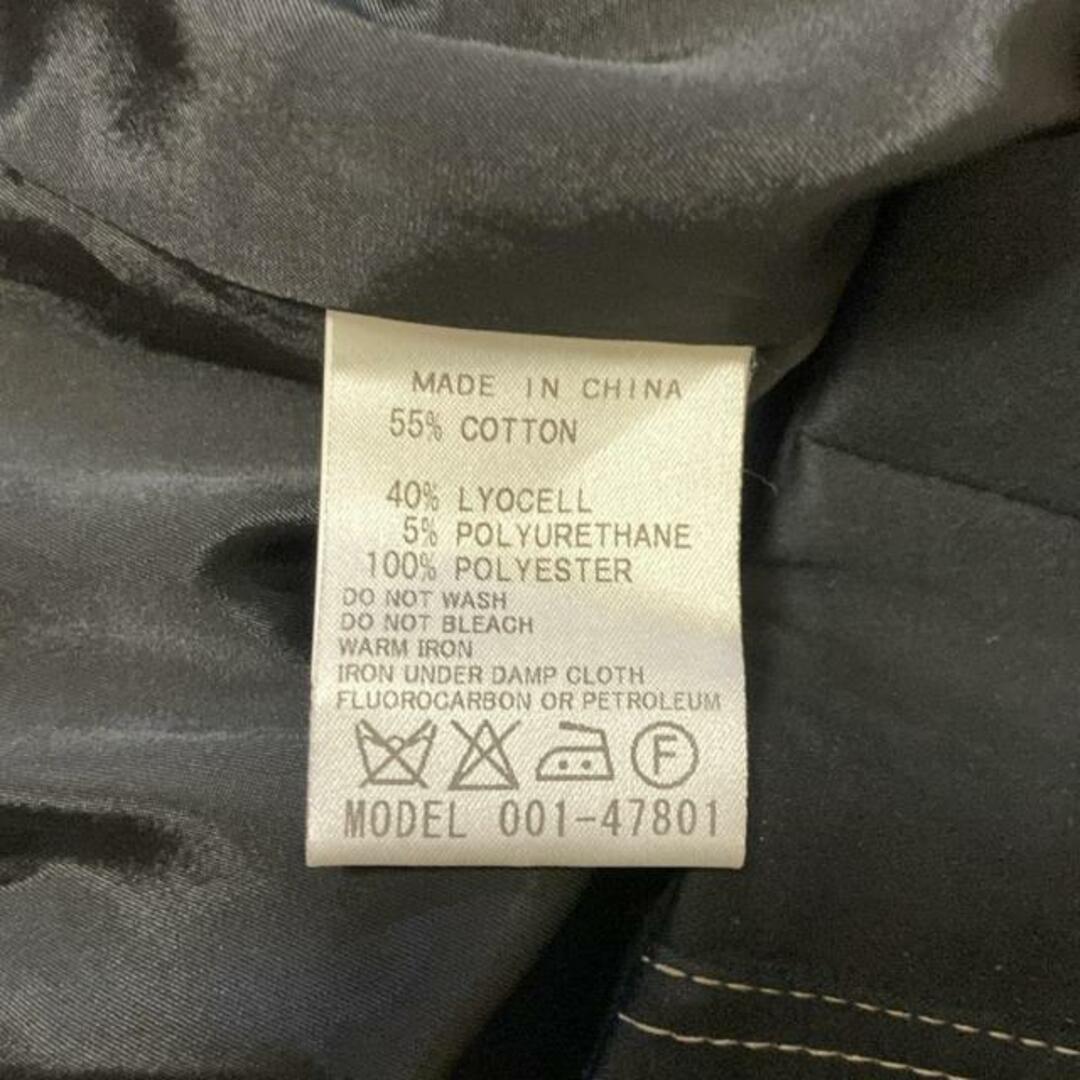 MADE IN CHINA
55% COTTON
40% LYOCELL
5% POLYURETHANE
100% POLYESTER
DO NOT WASH
DO NOT BLEACH
WARM IRON
IRON UNDER DAMP CLOTH
FLUOROCARBON OR PETROLEUM
F
MODEL 001-47801